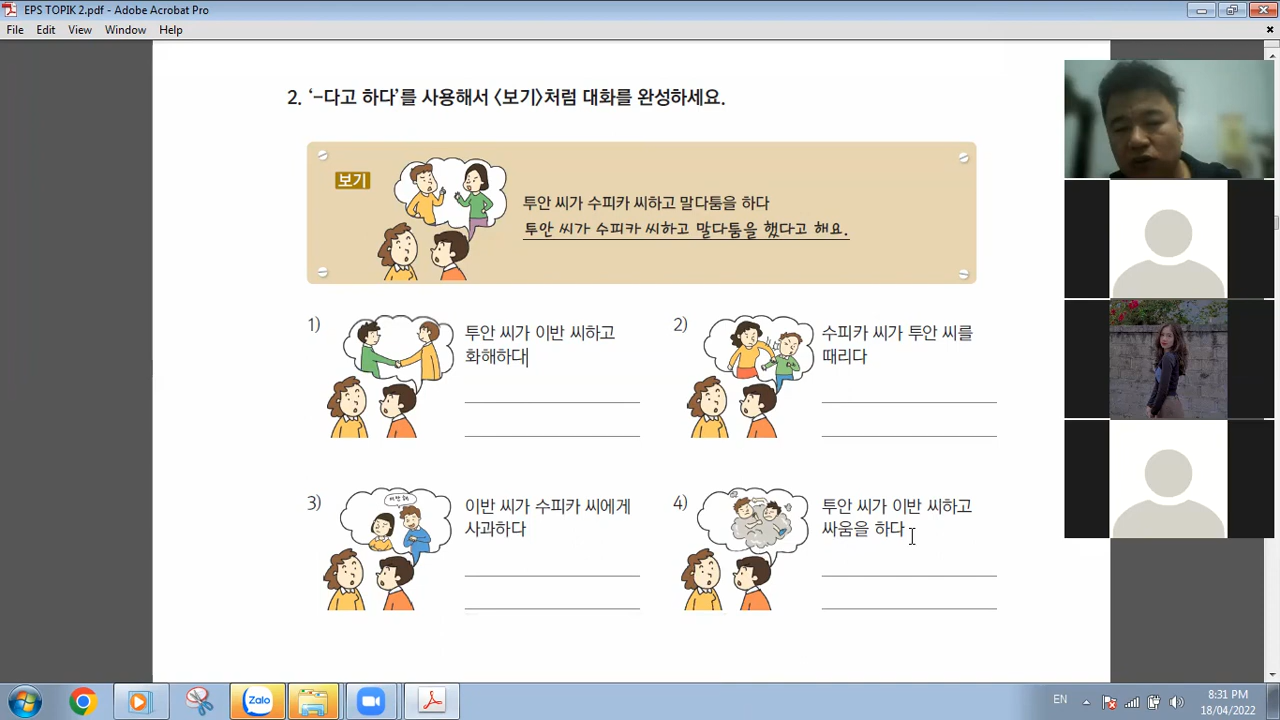 EPS TOPIK 2.pdf - Adobe Acrobat Pro
File Edit View Window Help
2. ‘-다고 하다’를 사용해서 〈보기〉처럼 대화를 완성하세요.
보기
투안 씨가 수피카 씨하고 말다툼을 하다
투안 씨가 수피카 씨하고 말다툼을 했다고 해요.
1)
투안 씨가 이반 씨하고
화해하다
2)
수피카 씨가 투안 씨를
때리다
3)
이반 씨가 수피카 씨에게
사과하다
4)
투안 씨가 이반 씨하고
싸움을 하다
Zalo
EN
8:31 PM
18/04/2022